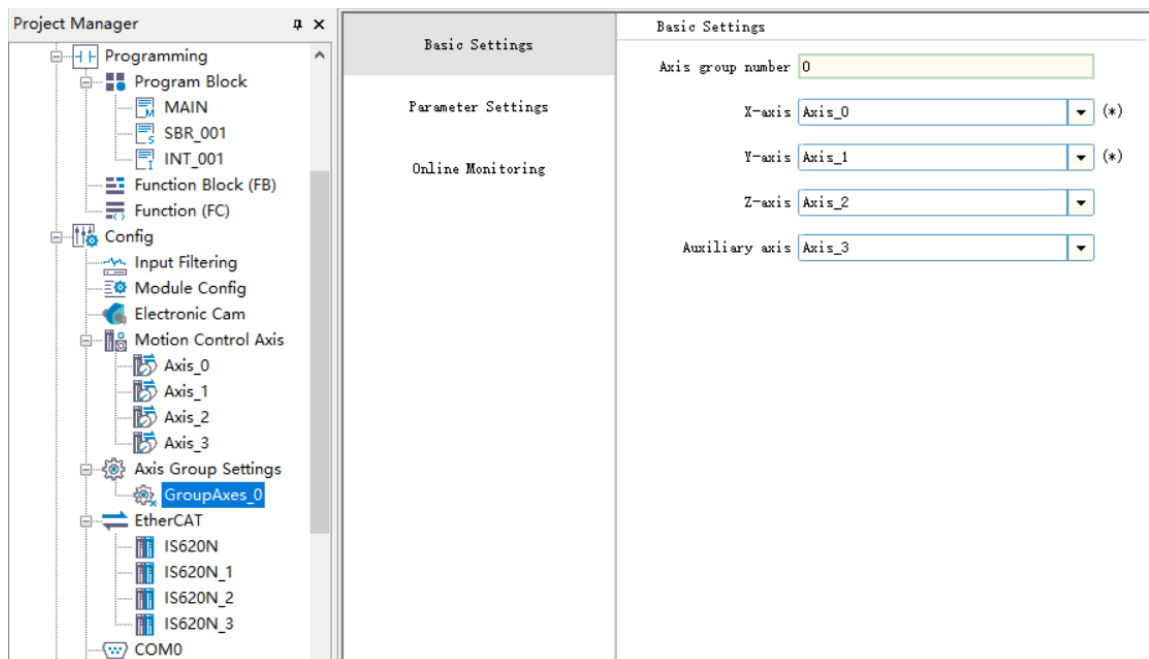 Project Manager
Programming
Program Block
MAIN
SBR_001
INT_001
Function Block (FB)
Function (FC)
Config
Input Filtering
Module Config
Electronic Cam
Motion Control Axis
Axis_0
Axis_1
Axis_2
Axis_3
Axis Group Settings
GroupAxes_0
EtherCAT
IS620N
IS620N_1
IS620N_2
IS620N_3
COM0
Basic Settings
Parameter Settings
Online Monitoring
Basic Settings
Axis group number 0
X-axis Axis_0 (*)
Y-axis Axis_1 (*)
Z-axis Axis_2
Auxiliary axis Axis_3